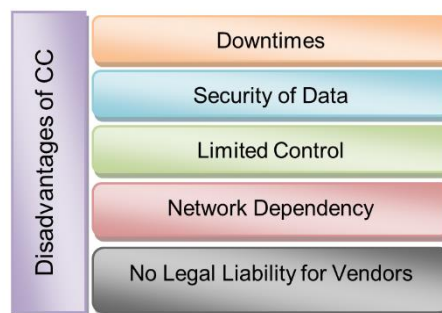 Disadvantages of CC
Downtimes
Security of Data
Limited Control
Network Dependency
No Legal Liability for Vendors